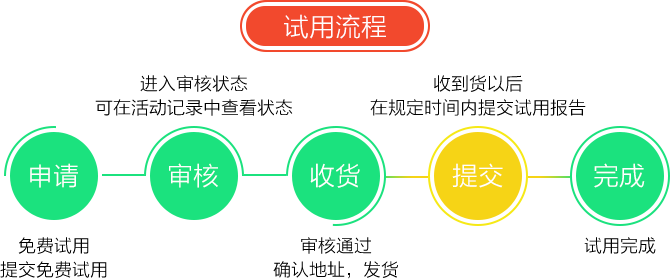 试用流程
进入审核状态
可在活动记录中查看状态
收到货以后
在规定时间内提交试用报告
申请
审核
收货
提交
完成
免费试用
提交免费试用
审核通过
确认地址，发货
试用完成